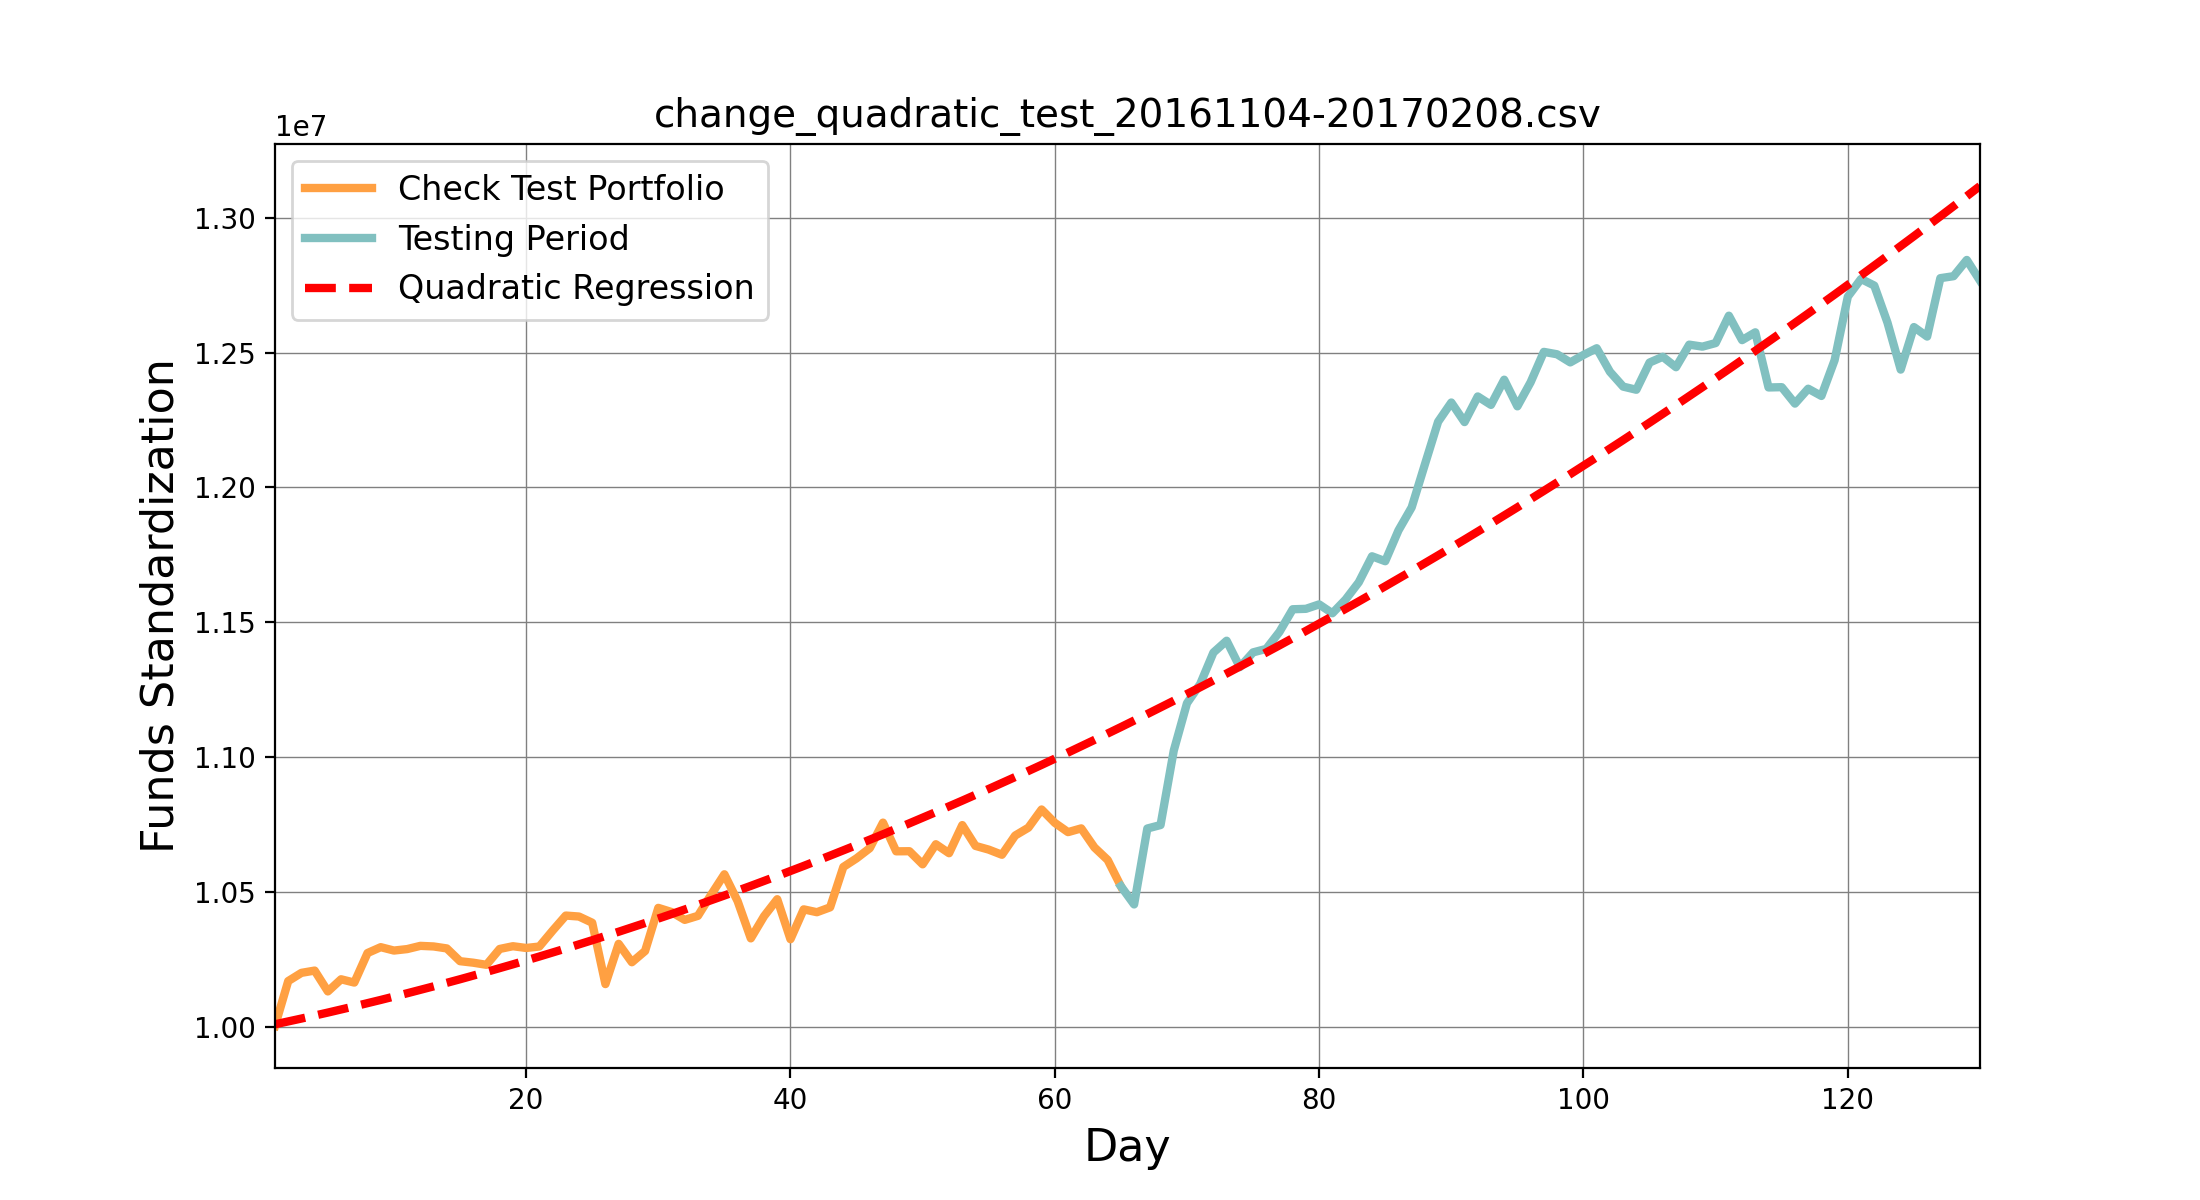 change_quadratic_test_20161104-20170208.csv
1e7
Check Test Portfolio
Testing Period
Quadratic Regression
1.30
1.25
1.20
1.15
1.10
1.05
1.00
Funds Standardization
20 40 60 80 100 120
Day